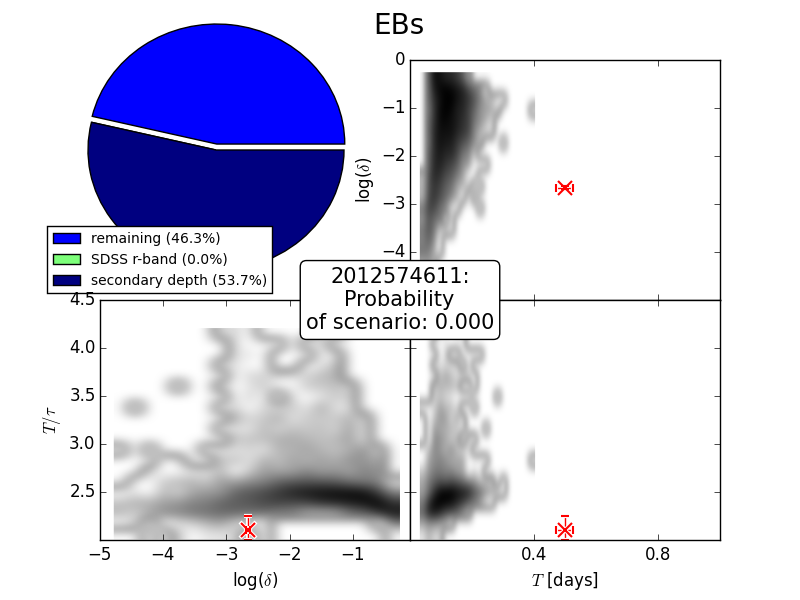 EBs
remaining (46.3%)
SDSS r-band (0.0%)
secondary depth (53.7%)
0
−1
−2
−3
−4
log(δ)
2012574611:
Probability
of scenario: 0.000
4.5
4.0
3.5
3.0
2.5
T/τ
−5 −4 −3 −2 −1
log(δ)
0.4 0.8
T [days]